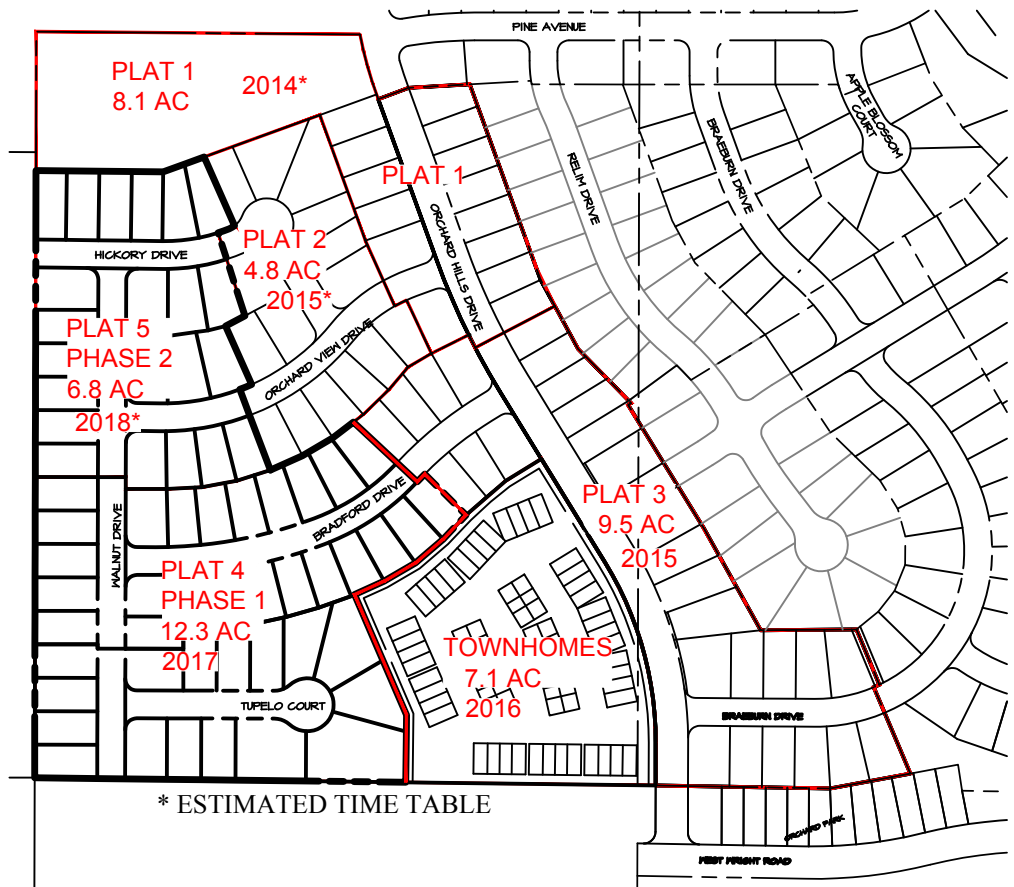 PINE AVENUE
PLAT 1
8.1 AC
2014*
APPLE BLOSSOM
COURT
BRAEBURN DRIVE
RELIM DRIVE
PLAT 1
ORCHARD HILLS DRIVE
HICKORY DRIVE
PLAT 2
4.8 AC
2015*
PLAT 5
PHASE 2
6.8 AC
2018*
ORCHARD VIEW DRIVE
WALNUT DRIVE
BRADFORD DRIVE
PLAT 3
9.5 AC
2015
PLAT 4
PHASE 1
12.3 AC
2017
TOWNHOMES
7.1 AC
2016
TUPELO COURT
BRAEBURN DRIVE
* ESTIMATED TIME TABLE
ORCHARD PARK
WEST WRIGHT ROAD